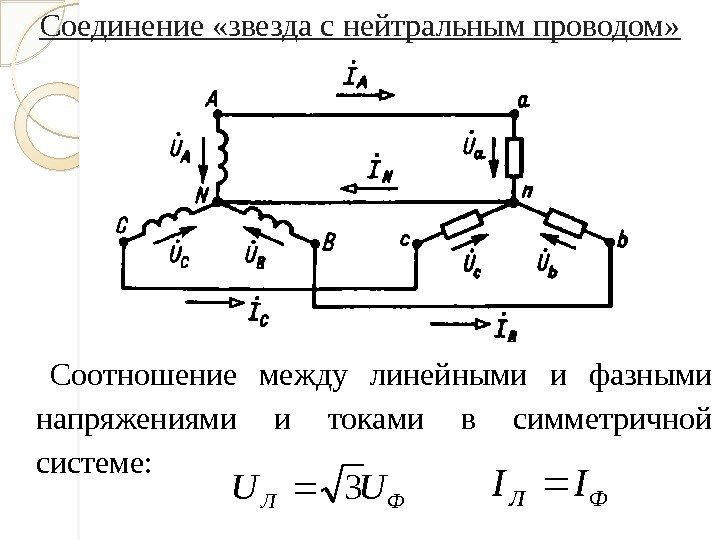 Соединение «звезда с нейтральным проводом»
İA
A a
U̇A U̇a
İN
N n
C B c b
U̇C U̇B U̇c U̇b
İC
Соотношение между линейными и фазными
напряжениями и токами в симметричной
системе:
UЛ = √3UФ IЛ = IФ